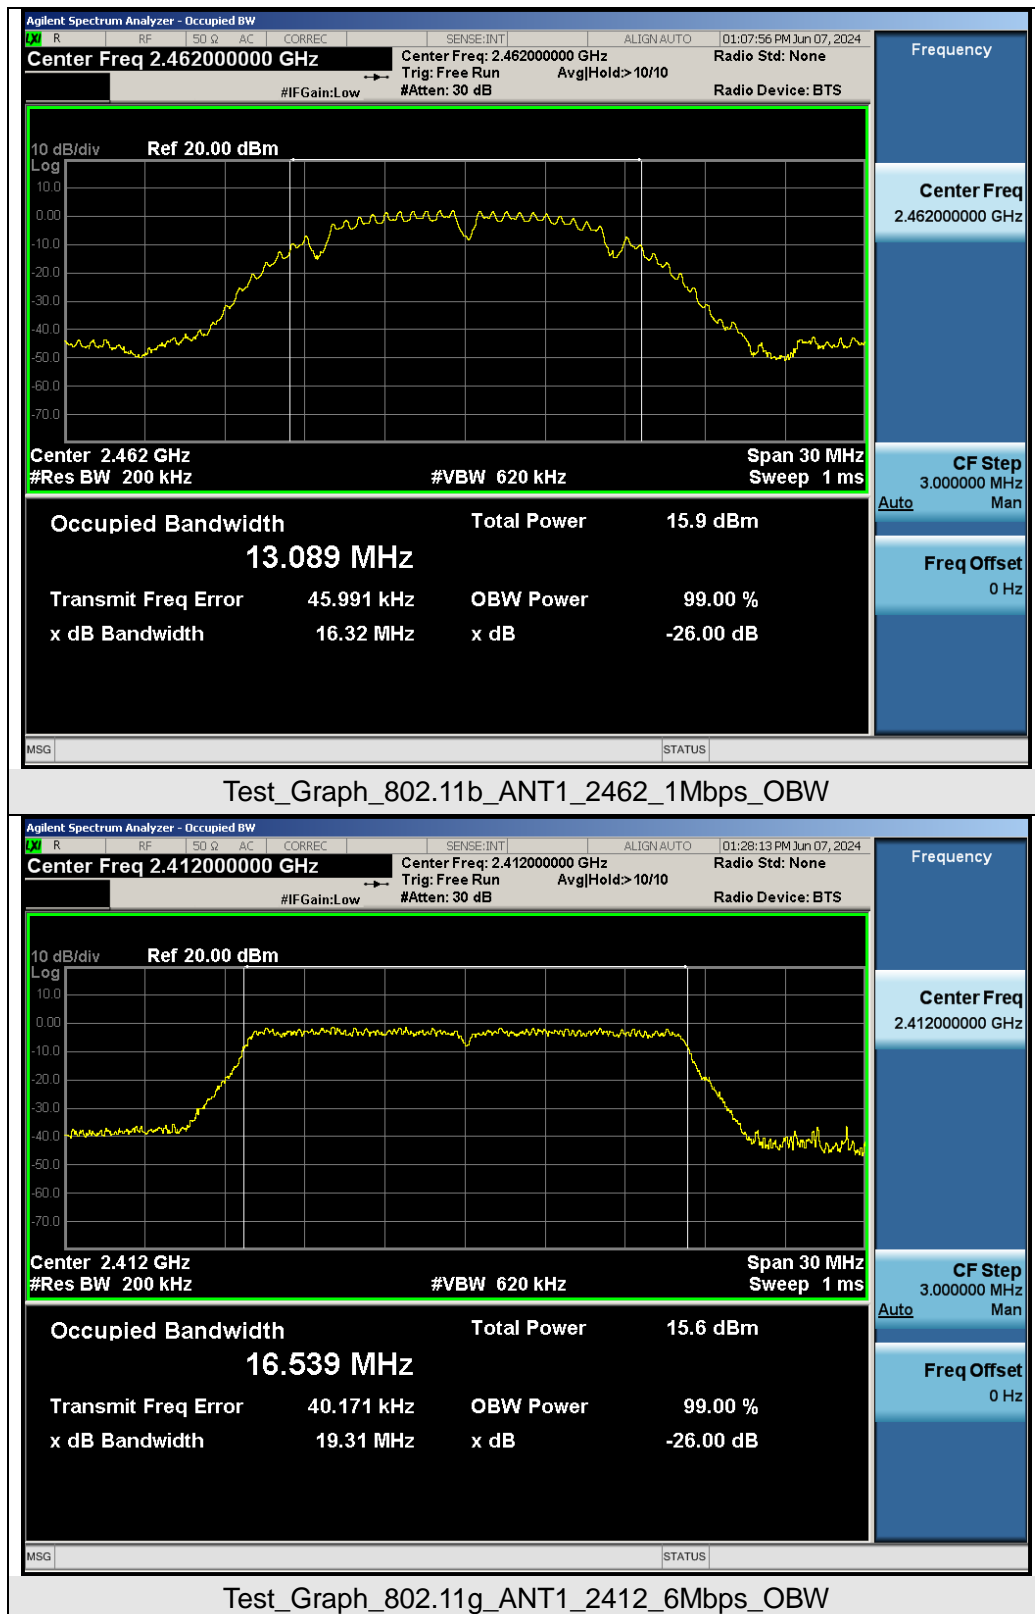 Agilent Spectrum Analyzer - Occupied BW
LXI R RF 50 Ω AC CORREC SENSE:INT ALIGN AUTO 01:07:56 PM Jun 07, 2024
Center Freq 2.462000000 GHz
Center Freq: 2.462000000 GHz Radio Std: None
Trig: Free Run Avg|Hold:> 10/10
#IFGain:Low #Atten: 30 dB Radio Device: BTS
Frequency
10 dB/div Ref 20.00 dBm
Log
10.0
0.00
-10.0
-20.0
-30.0
-40.0
-50.0
-60.0
-70.0
Center 2.462 GHz Span 30 MHz
#Res BW 200 kHz #VBW 620 kHz Sweep 1 ms
Center Freq
2.462000000 GHz
CF Step
3.000000 MHz
Auto Man
Freq Offset
0 Hz
Occupied Bandwidth Total Power 15.9 dBm
13.089 MHz
Transmit Freq Error 45.991 kHz OBW Power 99.00 %
x dB Bandwidth 16.32 MHz x dB -26.00 dB
MSG STATUS
Test_Graph_802.11b_ANT1_2462_1Mbps_OBW
Agilent Spectrum Analyzer - Occupied BW
LXI R RF 50 Ω AC CORREC SENSE:INT ALIGN AUTO 01:28:13 PM Jun 07, 2024
Center Freq 2.412000000 GHz
Center Freq: 2.412000000 GHz Radio Std: None
Trig: Free Run Avg|Hold:> 10/10
#IFGain:Low #Atten: 30 dB Radio Device: BTS
Frequency
10 dB/div Ref 20.00 dBm
Log
10.0
0.00
-10.0
-20.0
-30.0
-40.0
-50.0
-60.0
-70.0
Center 2.412 GHz Span 30 MHz
#Res BW 200 kHz #VBW 620 kHz Sweep 1 ms
Center Freq
2.412000000 GHz
CF Step
3.000000 MHz
Auto Man
Freq Offset
0 Hz
Occupied Bandwidth Total Power 15.6 dBm
16.539 MHz
Transmit Freq Error 40.171 kHz OBW Power 99.00 %
x dB Bandwidth 19.31 MHz x dB -26.00 dB
MSG STATUS
Test_Graph_802.11g_ANT1_2412_6Mbps_OBW